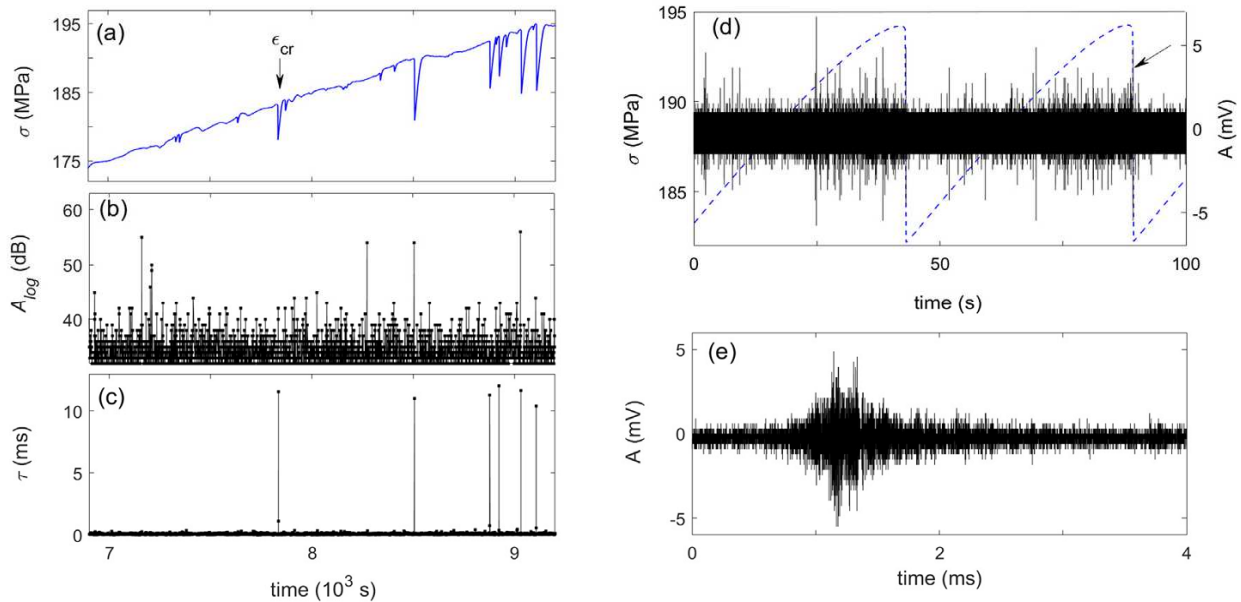 (a)
ϵcr
195
185
175
σ (MPa)
(b)
60
50
40
Alog (dB)
(c)
10
5
0
τ (ms)
7 8 9
time (10³ s)
(d)
195
190
185
σ (MPa)
5
0
-5
A (mV)
0 50 100
time (s)
(e)
5
0
-5
A (mV)
0 2 4
time (ms)